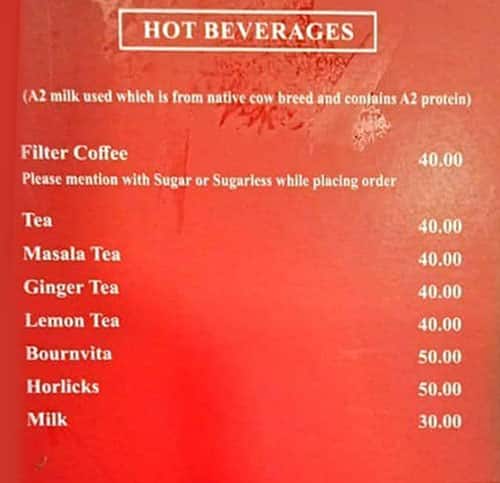 HOT BEVERAGES
(A2 milk used which is from native cow breed and contains A2 protein)
Filter Coffee 40.00
Please mention with Sugar or Sugarless while placing order
Tea 40.00
Masala Tea 40.00
Ginger Tea 40.00
Lemon Tea 40.00
Bournvita 50.00
Horlicks 50.00
Milk 30.00